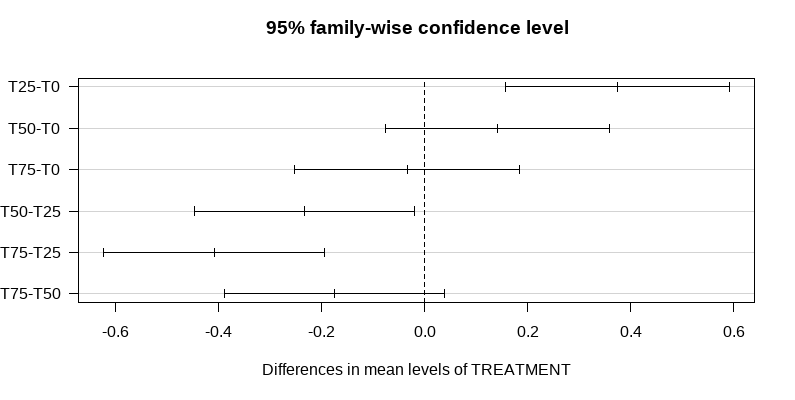 95% family-wise confidence level
T25-T0
T50-T0
T75-T0
T50-T25
T75-T25
T75-T50
-0.6 -0.4 -0.2 0.0 0.2 0.4 0.6
Differences in mean levels of TREATMENT